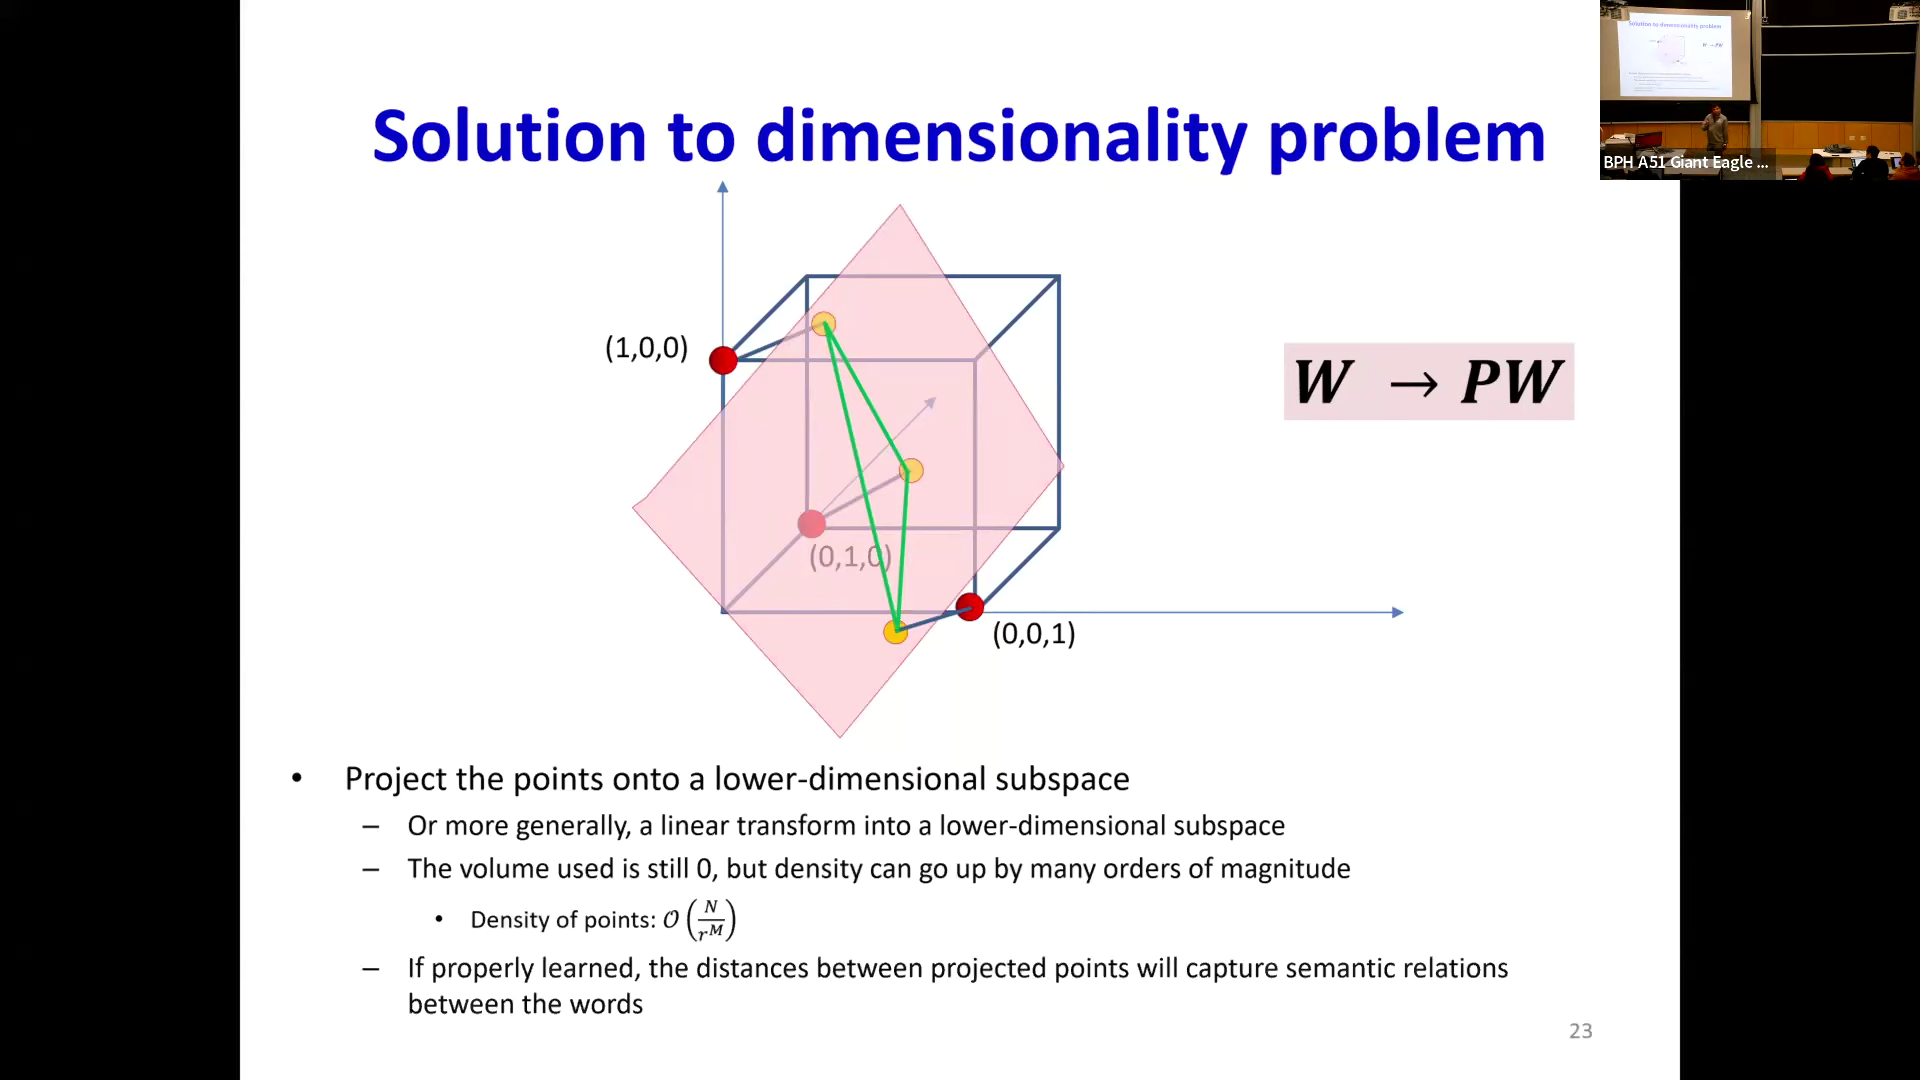 Solution to dimensionality problem
BPH A51 Giant Eagle ...
(1,0,0)
W → PW
(0,1,0)
(0,0,1)
• Project the points onto a lower-dimensional subspace
– Or more generally, a linear transform into a lower-dimensional subspace
– The volume used is still 0, but density can go up by many orders of magnitude
• Density of points: 𝒪(N/r^M)
– If properly learned, the distances between projected points will capture semantic relations
between the words
23